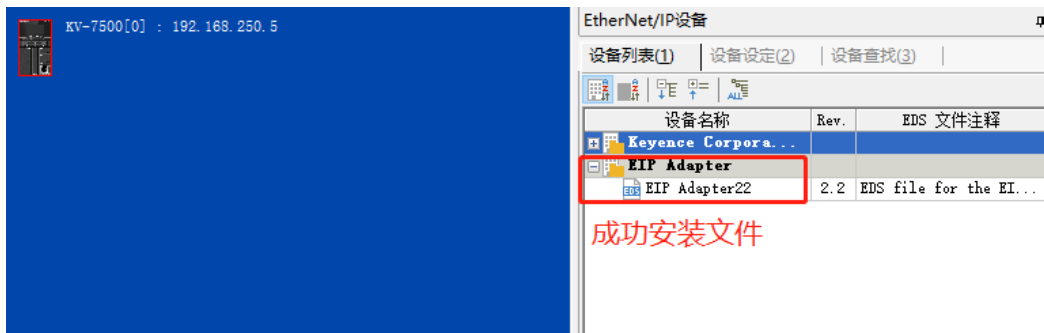 KV-7500[0] : 192.168.250.5
EtherNet/IP设备
设备列表(1) 设备设定(2) 设备查找(3)
ALL
设备名称 Rev. EDS 文件注释
Keyence Corpora...
EIP Adapter
EDS EIP Adapter22 2.2 EDS file for the EI...
成功安装文件